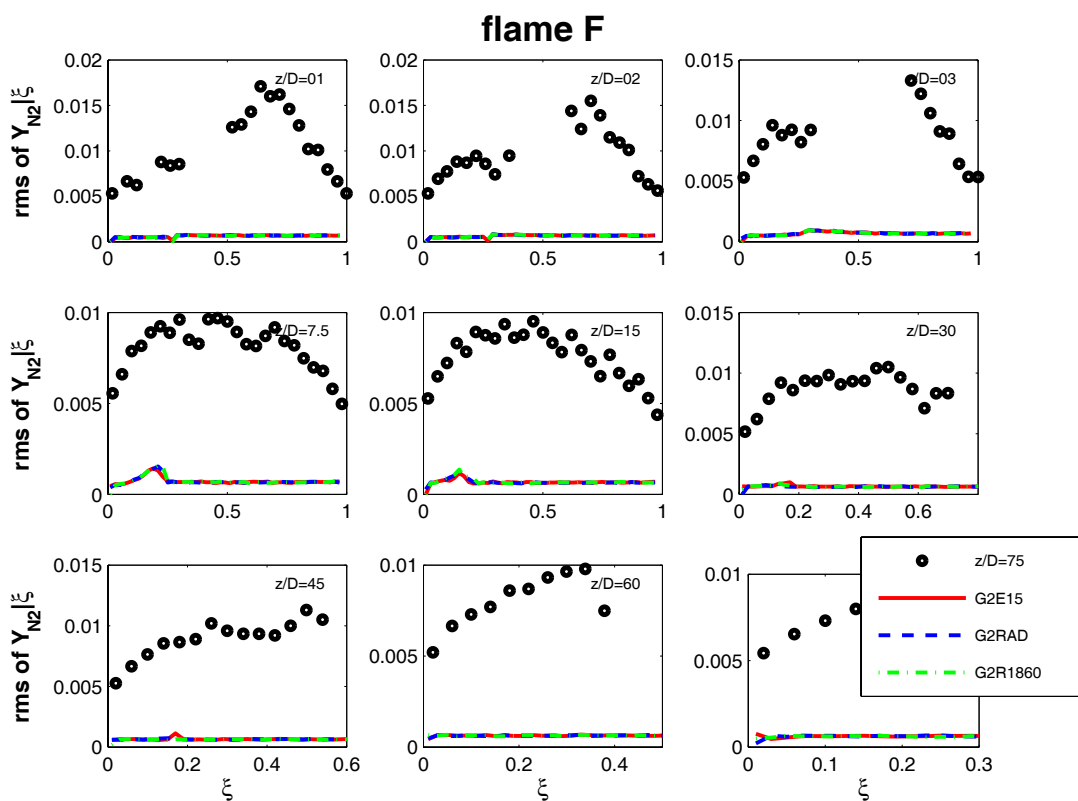 flame F
rms of Y_N2|ξ
0.02
0.015
0.01
0.005
0
z/D=01
0 0.5 1
0.02
0.015
0.01
0.005
0
z/D=02
0 0.5 1
0.015
0.01
0.005
0
z/D=03
0 0.5 1
rms of Y_N2|ξ
0.01
0.005
0
z/D=7.5
0 0.5 1
0.01
0.005
0
z/D=15
0 0.5 1
0.015
0.01
0.005
0
z/D=30
0 0.2 0.4 0.6
rms of Y_N2|ξ
0.015
0.01
0.005
0
z/D=45
0 0.2 0.4 0.6
ξ
0.01
0.005
0
z/D=60
0 0.2 0.4
ξ
0.01
0.005
0
0 0.1 0.2 0.3
ξ
z/D=75
G2E15
G2RAD
G2R1860